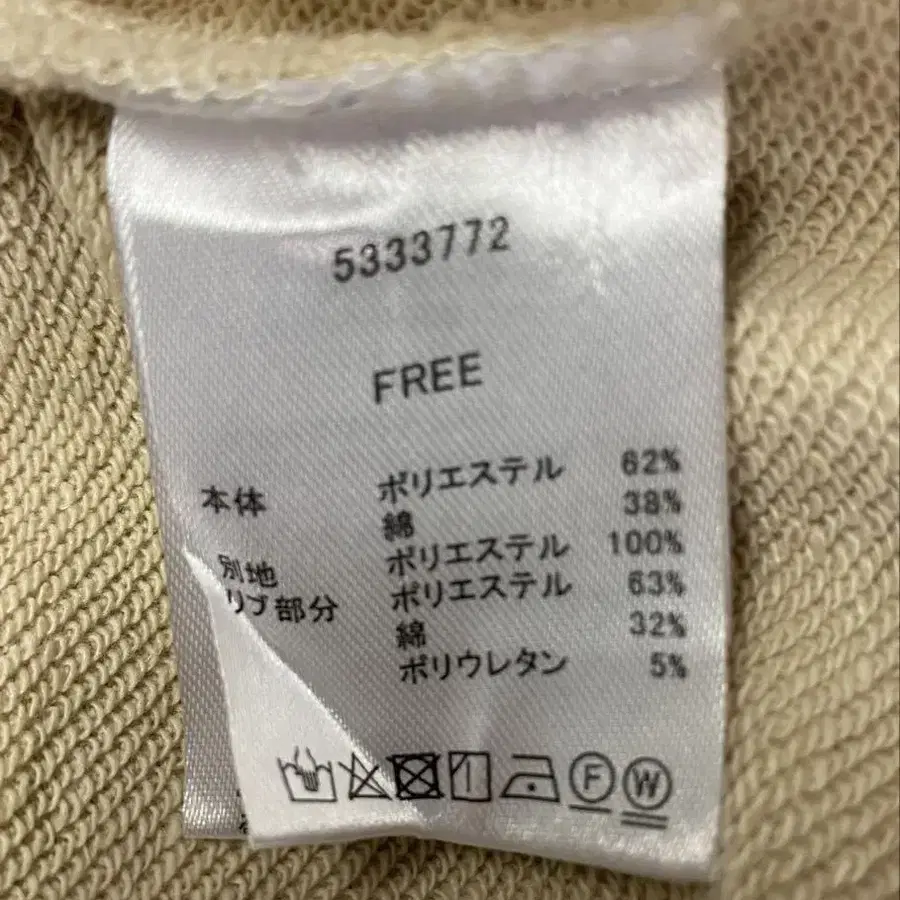 5333772
FREE
本体 ポリエステル 62%
綿 38%
別地 ポリエステル 100%
リブ部分 ポリエステル 63%
綿 32%
ポリウレタン 5%
F W